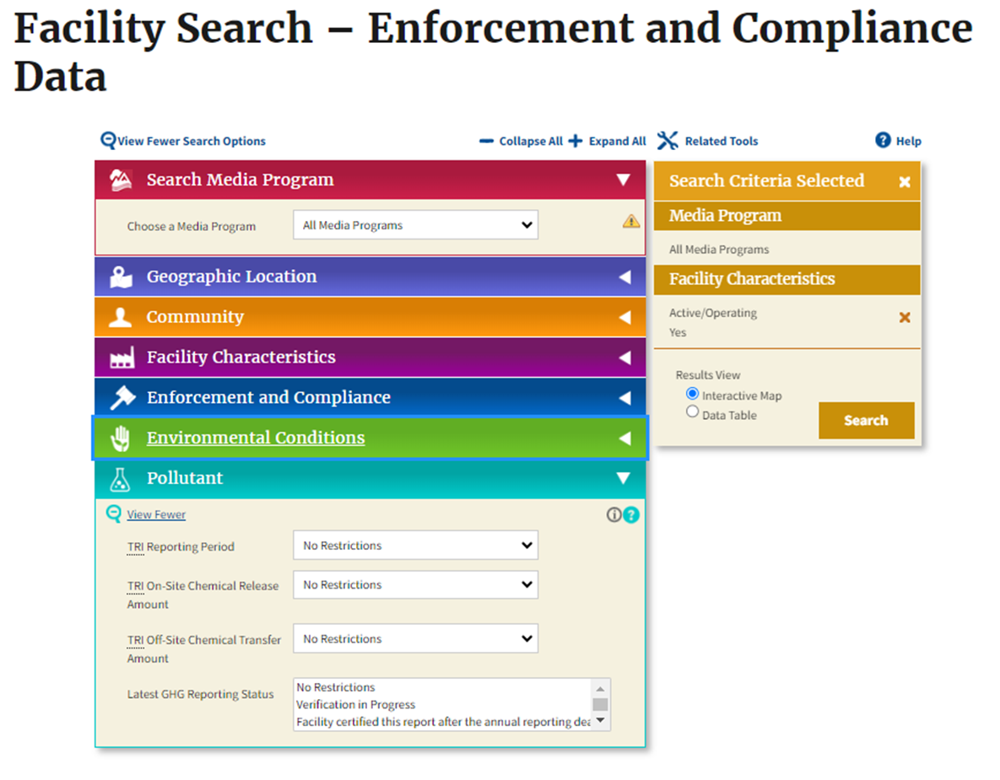 Facility Search – Enforcement and Compliance
Data
View Fewer Search Options
Collapse All
Expand All
Related Tools
Help
Search Media Program
Choose a Media Program
All Media Programs
Geographic Location
Community
Facility Characteristics
Enforcement and Compliance
Environmental Conditions
Pollutant
View Fewer
TRI Reporting Period
No Restrictions
TRI On-Site Chemical Release
Amount
No Restrictions
TRI Off-Site Chemical Transfer
Amount
No Restrictions
Latest GHG Reporting Status
No Restrictions
Verification in Progress
Facility certified this report after the annual reporting dea
Search Criteria Selected
Media Program
All Media Programs
Facility Characteristics
Active/Operating
Yes
Results View
Interactive Map
Data Table
Search